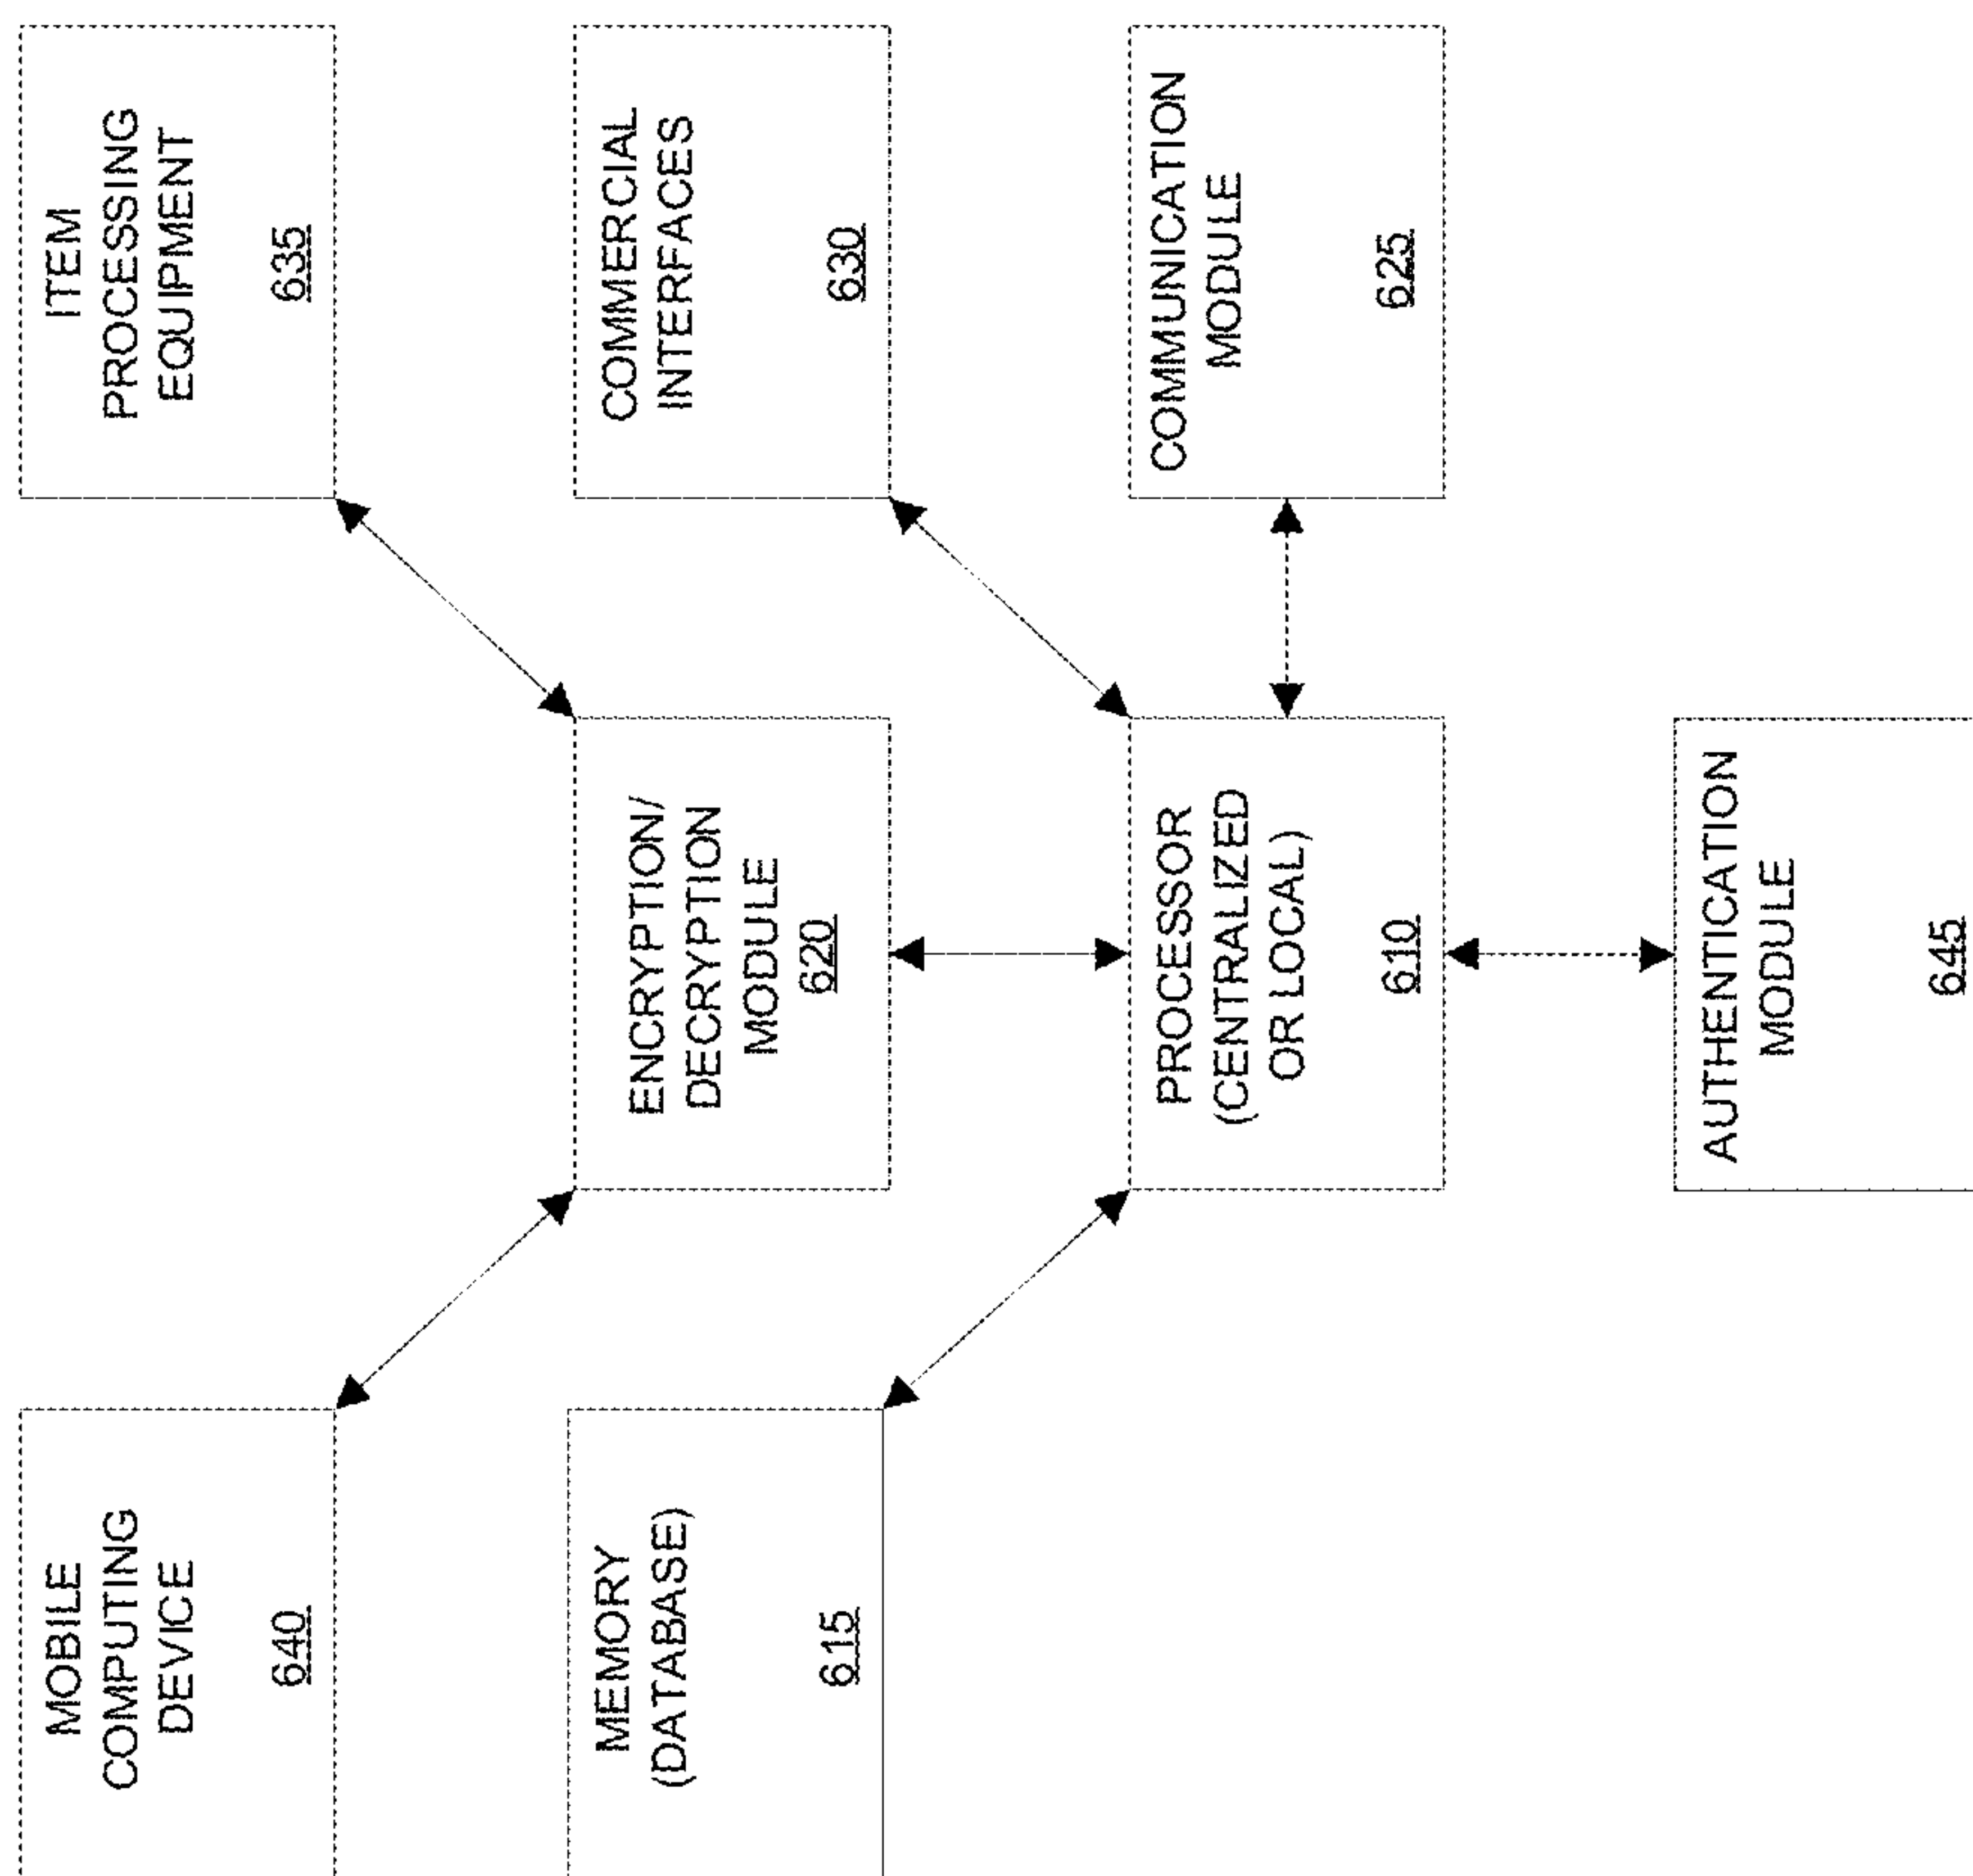 MOBILE
COMPUTING
DEVICE
640
ITEM
PROCESSING
EQUIPMENT
635
MEMORY
(DATABASE)
615
ENCRYPTION/
DECRYPTION
MODULE
620
COMMERCIAL
INTERFACES
630
PROCESSOR
(CENTRALIZED
OR LOCAL)
610
COMMUNICATION
MODULE
625
AUTHENTICATION
MODULE
645